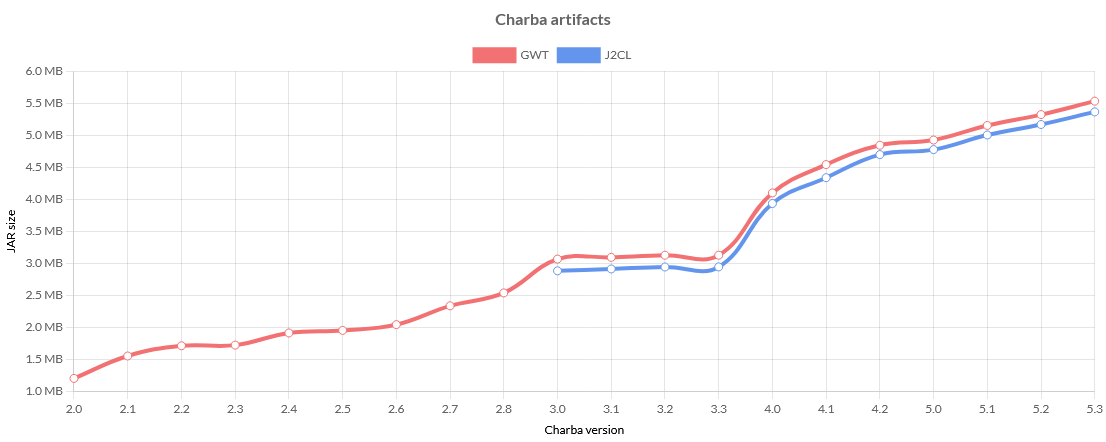 Charba artifacts
GWT J2CL
6.0 MB
5.5 MB
5.0 MB
4.5 MB
4.0 MB
3.5 MB
3.0 MB
2.5 MB
2.0 MB
1.5 MB
1.0 MB
JAR size
2.0 2.1 2.2 2.3 2.4 2.5 2.6 2.7 2.8 3.0 3.1 3.2 3.3 4.0 4.1 4.2 5.0 5.1 5.2 5.3
Charba version